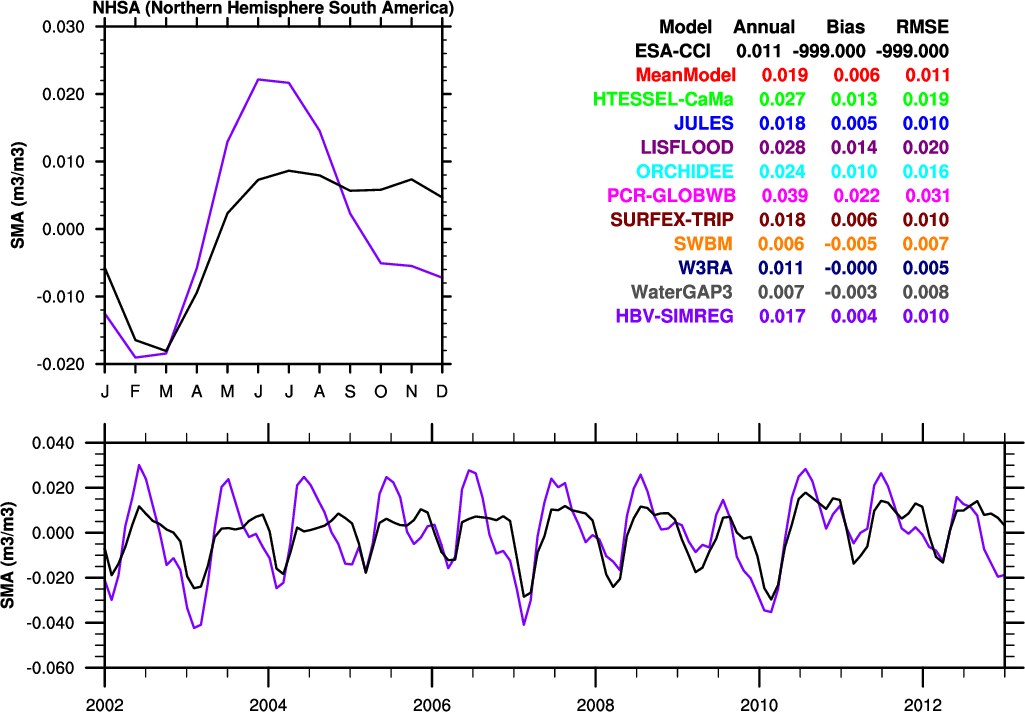 NHSA (Northern Hemisphere South America)
0.030
0.020
0.010
0.000
-0.010
-0.020
SMA (m3/m3)
J F M A M J J A S O N D
Model Annual Bias RMSE
ESA-CCI 0.011 -999.000 -999.000
MeanModel 0.019 0.006 0.011
HTESSEL-CaMa 0.027 0.013 0.019
JULES 0.018 0.005 0.010
LISFLOOD 0.028 0.014 0.020
ORCHIDEE 0.024 0.010 0.016
PCR-GLOBWB 0.039 0.022 0.031
SURFEX-TRIP 0.018 0.006 0.010
SWBM 0.006 -0.005 0.007
W3RA 0.011 -0.000 0.005
WaterGAP3 0.007 -0.003 0.008
HBV-SIMREG 0.017 0.004 0.010
0.040
0.020
0.000
-0.020
-0.040
-0.060
SMA (m3/m3)
2002 2004 2006 2008 2010 2012